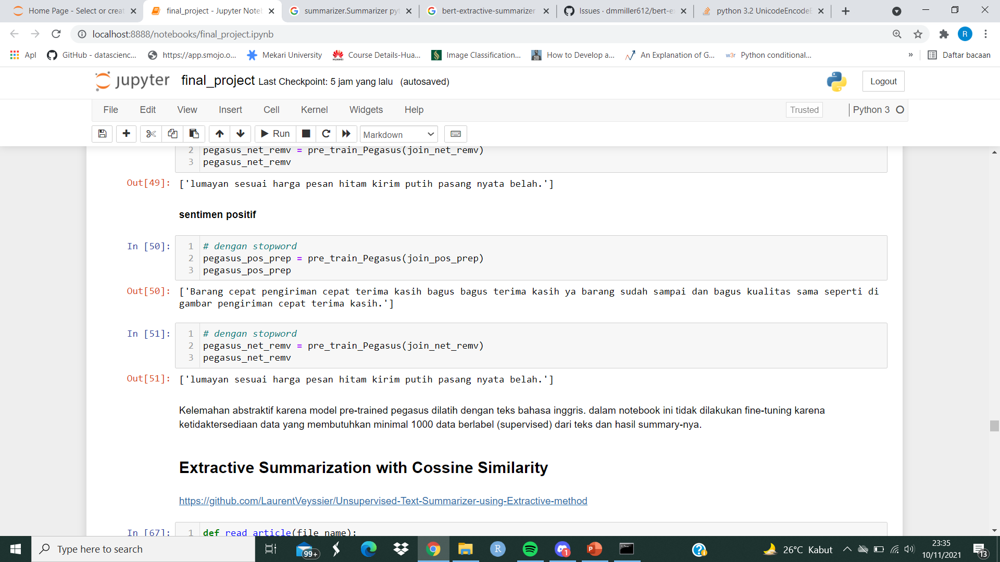 Home Page - Select or creat
final_project - Jupyter Note
summarizer.Summarizer py
bert-extractive-summarizer
Issues · dmmiller612/bert-e
python 3.2 UnicodeEncodeE
localhost:8888/notebooks/final_project.ipynb
R
Apl
GitHub - datascienc...
https://app.smojo.o...
Mekari University
HUAWEI
Course Details-Hua...
Image Classification...
How to Develop a...
An Explanation of G...
w3r
Python conditional...
»
Daftar bacaan
jupyter
final_project Last Checkpoint: 5 jam yang lalu (autosaved)
Logout
File Edit View Insert Cell Kernel Widgets Help
Trusted
Python 3
Run
Markdown
2 pegasus_net_remv = pre_train_Pegasus(join_net_remv)
3 pegasus_net_remv
Out[49]: ['lumayan sesuai harga pesan hitam kirim putih pasang nyata belah.']
sentimen positif
In [50]: 1 # dengan stopword
2 pegasus_pos_prep = pre_train_Pegasus(join_pos_prep)
3 pegasus_pos_prep
Out[50]: ['Barang cepat pengiriman cepat terima kasih bagus bagus terima kasih ya barang sudah sampai dan bagus kualitas sama seperti di
gambar pengiriman cepat terima kasih.']
In [51]: 1 # dengan stopword
2 pegasus_net_remv = pre_train_Pegasus(join_net_remv)
3 pegasus_net_remv
Out[51]: ['lumayan sesuai harga pesan hitam kirim putih pasang nyata belah.']
Kelemahan abstraktif karena model pre-trained pegasus dilatih dengan teks bahasa inggris. dalam notebook ini tidak dilakukan fine-tuning karena
ketidaktersediaan data yang membutuhkan minimal 1000 data berlabel (supervised) dari teks dan hasil summary-nya.
Extractive Summarization with Cossine Similarity
https://github.com/LaurentVeyssier/Unsupervised-Text-Summarizer-using-Extractive-method
In [67]: 1 def read_article(file_name):
Type here to search
99+
R
1
P
26°C Kabut
23:35
10/11/2021
13